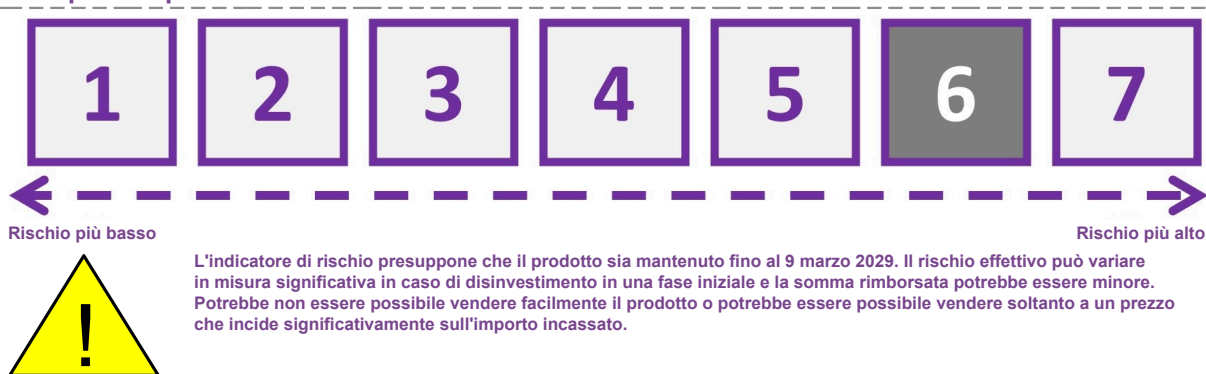 1 2 3 4 5 6 7
Rischio più basso Rischio più alto
L'indicatore di rischio presuppone che il prodotto sia mantenuto fino al 9 marzo 2029. Il rischio effettivo può variare
in misura significativa in caso di disinvestimento in una fase iniziale e la somma rimborsata potrebbe essere minore.
Potrebbe non essere possibile vendere facilmente il prodotto o potrebbe essere possibile vendere soltanto a un prezzo
che incide significativamente sull'importo incassato.
!